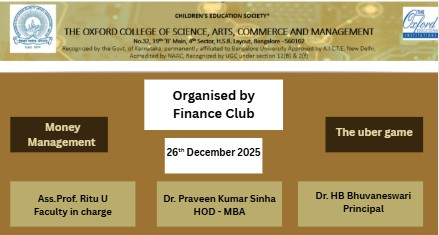 CHILDREN'S EDUCATION SOCIETY®
THE OXFORD COLLEGE OF SCIENCE, ARTS, COMMERCE AND MANAGEMENT
No.32, 19th 'B' Main, 4th Sector, H.S.R. Layout, Bangalore -560102
Recognized by the Govt. of Karnataka, permanently affiliated to Bangalore University Approved by A.I.C.T.E. New Delhi,
Accredited by NAAC, Recognized by UGC under section 12(B) & 2(f)
The
Oxford
Organised by
Finance Club
Money
Management
The uber game
26th December 2025
Ass.Prof. Ritu U
Faculty in charge
Dr. Praveen Kumar Sinha
HOD - MBA
Dr. HB Bhuvaneswari
Principal